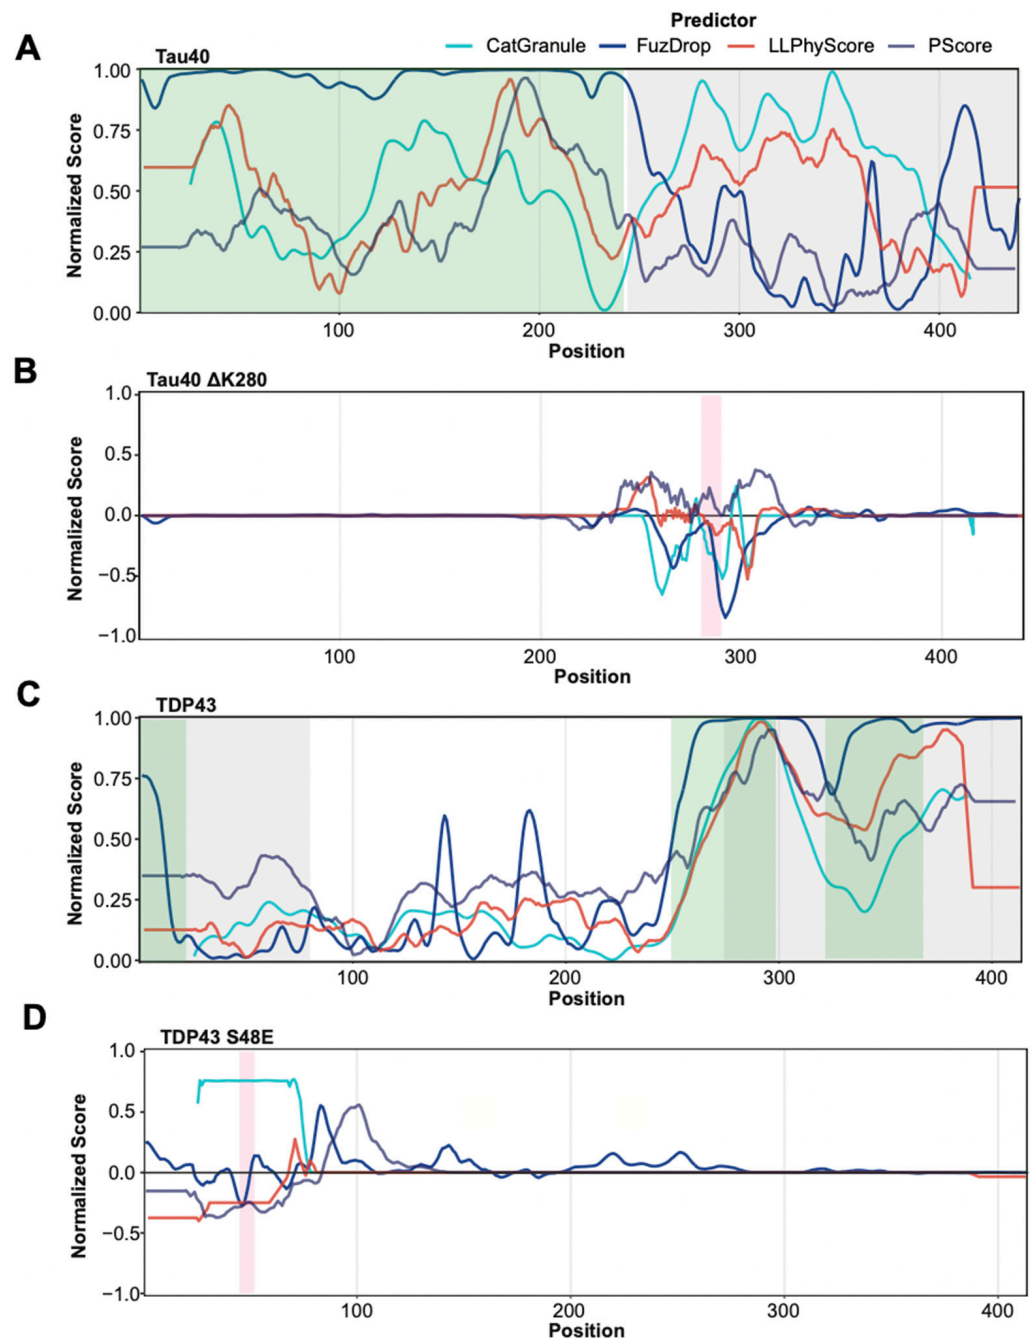 Predictor
CatGranule FuzDrop LLPhyScore PScore
A
Tau40
1.00
0.75
0.50
0.25
0.00
Normalized Score
100 200 300 400
Position
B
Tau40 ΔK280
1.0
0.5
0.0
−0.5
−1.0
Normalized Score
100 200 300 400
Position
C
TDP43
1.00
0.75
0.50
0.25
0.00
Normalized Score
100 200 300 400
Position
D
TDP43 S48E
1.0
0.5
0.0
−0.5
−1.0
Normalized Score
100 200 300 400
Position